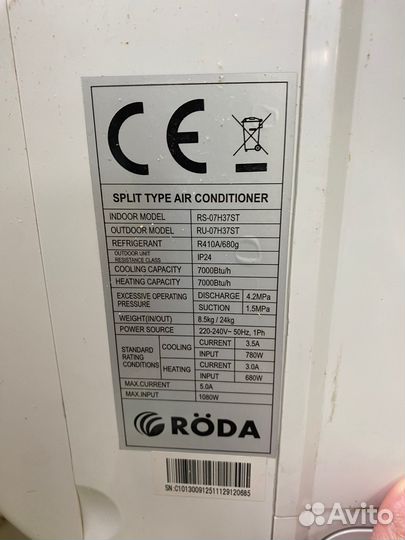 CE
SPLIT TYPE AIR CONDITIONER
INDOOR MODEL RS-07H37ST
OUTDOOR MODEL RU-07H37ST
REFRIGERANT R410A/680g
OUTDOOR UNIT RESISTANCE CLASS IP24
COOLING CAPACITY 7000Btu/h
HEATING CAPACITY 7000Btu/h
EXCESSIVE OPERATING PRESSURE DISCHARGE 4.2MPa
SUCTION 1.5MPa
WEIGHT(IN/OUT) 8.5kg / 24kg
POWER SOURCE 220-240V~ 50Hz, 1Ph
STANDARD RATING CONDITIONS COOLING CURRENT 3.5A
INPUT 780W
HEATING CURRENT 3.0A
INPUT 680W
MAX.CURRENT 5.0A
MAX.INPUT 1080W
RÖDA
SN:C101300912511129120685
Avito